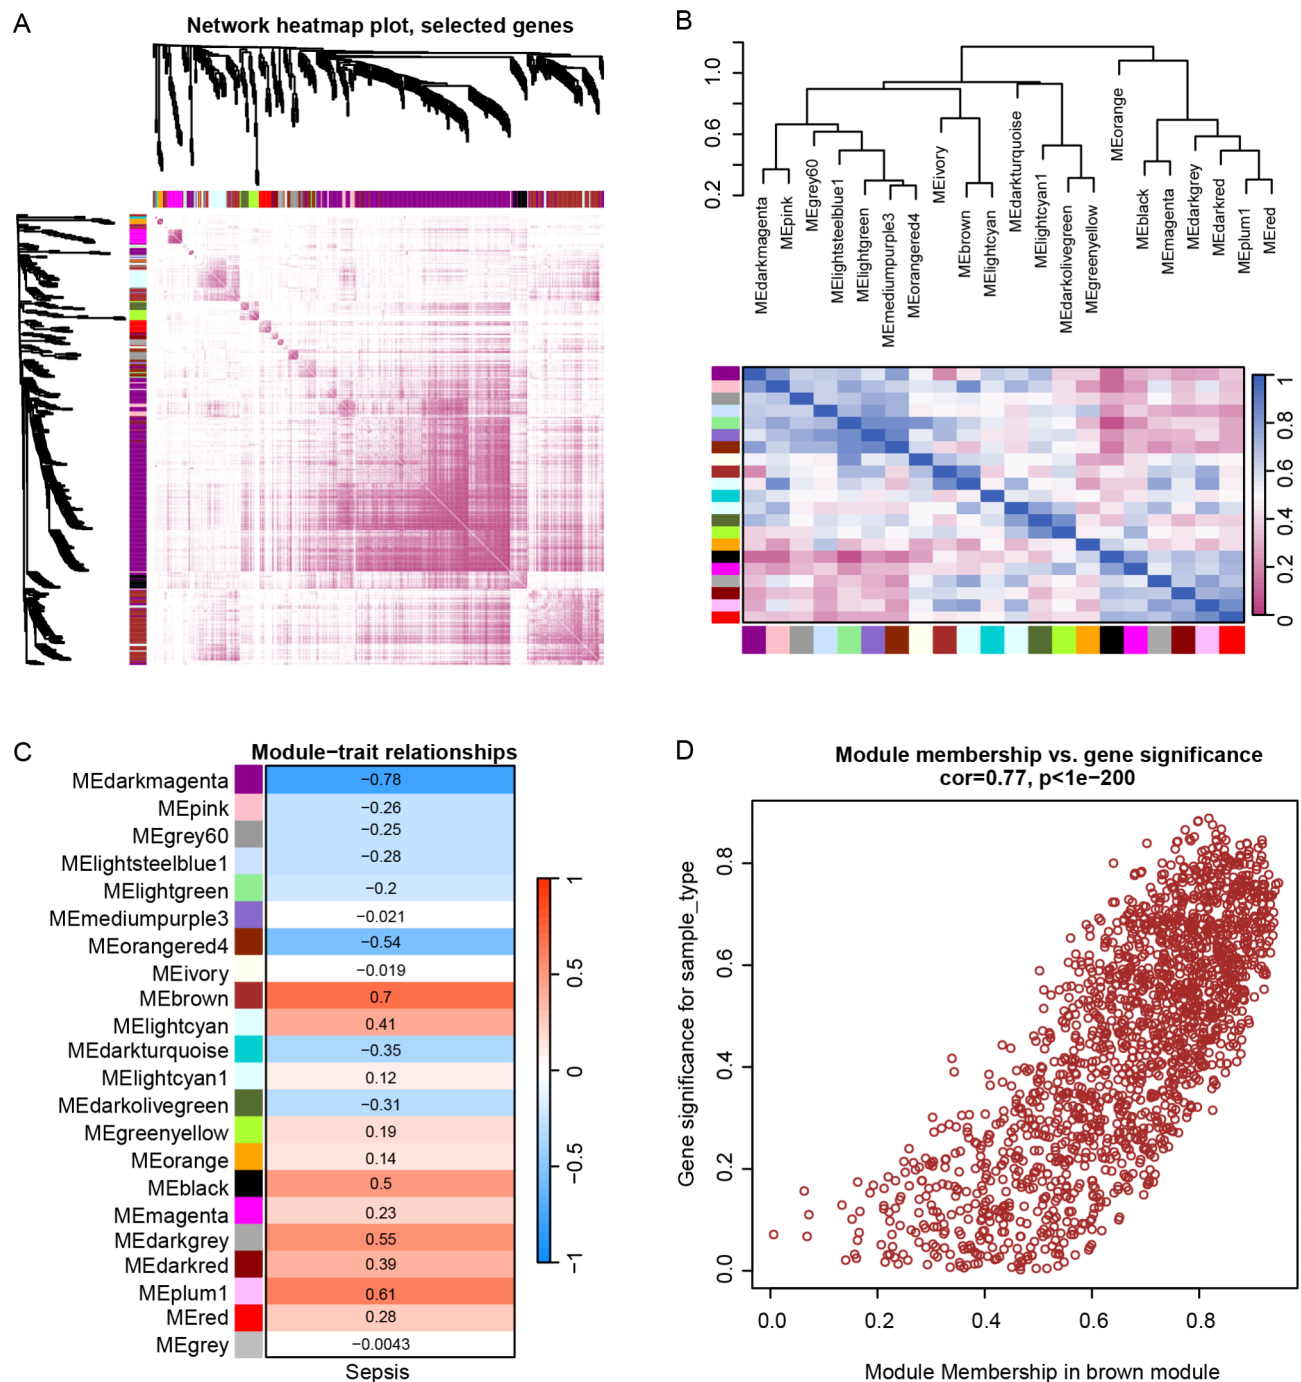 A
Network heatmap plot, selected genes
B
1.0
0.6
0.2
MEdarkmagenta
MEpink
MEgrey60
MElightsteelblue1
MElightgreen
MEmediumpurple3
MEorangered4
MEivory
MEbrown
MElightcyan
MEdarkturquoise
MElightcyan1
MEdarkolivegreen
MEgreenyellow
MEorange
MEblack
MEmagenta
MEdarkgrey
MEdarkred
MEplum1
MEred
1
0.8
0.6
0.4
0.2
0
C
Module−trait relationships
MEdarkmagenta −0.78
MEpink −0.26
MEgrey60 −0.25
MElightsteelblue1 −0.28
MElightgreen −0.2
MEmediumpurple3 −0.021
MEorangered4 −0.54
MEivory −0.019
MEbrown 0.7
MElightcyan 0.41
MEdarkturquoise −0.35
MElightcyan1 0.12
MEdarkolivegreen −0.31
MEgreenyellow 0.19
MEorange 0.14
MEblack 0.5
MEmagenta 0.23
MEdarkgrey 0.55
MEdarkred 0.39
MEplum1 0.61
MEred 0.28
MEgrey −0.0043
Sepsis
1
0.5
0
−0.5
−1
D
Module membership vs. gene significance
cor=0.77, p<1e−200
Gene significance for sample_type
0.8
0.6
0.4
0.2
0.0
0.0 0.2 0.4 0.6 0.8
Module Membership in brown module